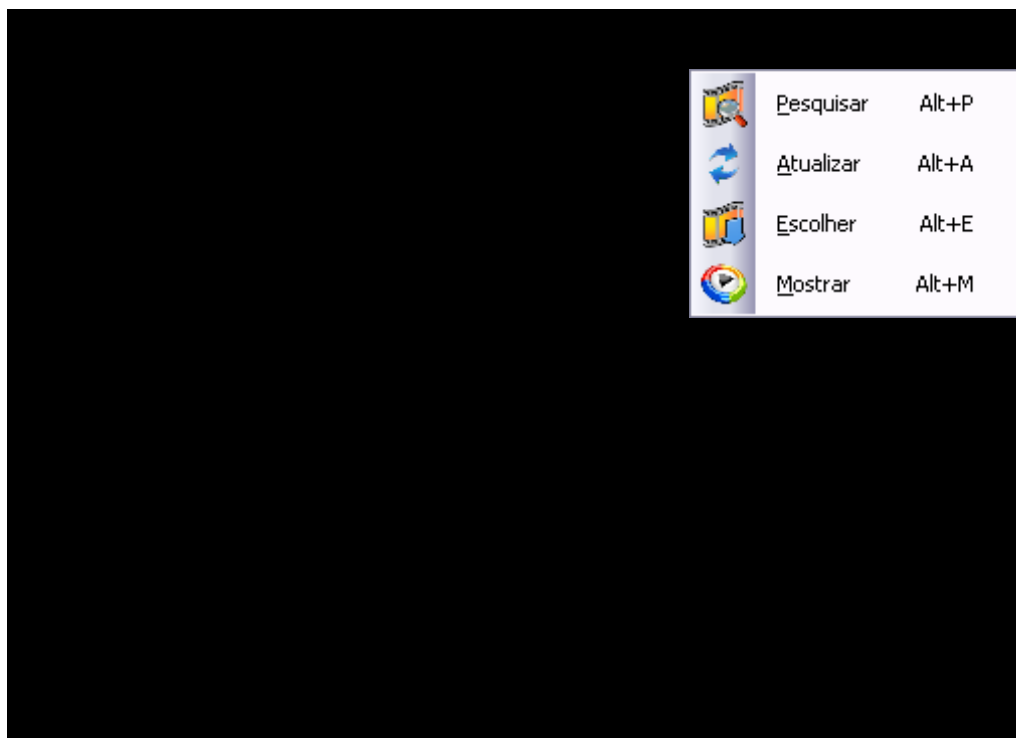 Pesquisar Alt+P
Atualizar Alt+A
Escolher Alt+E
Mostrar Alt+M